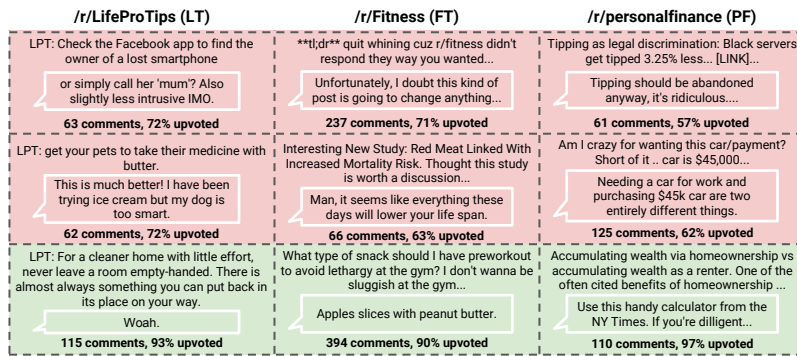 /r/LifeProTips (LT)
/r/Fitness (FT)
/r/personalfinance (PF)
LPT: Check the Facebook app to find the
owner of a lost smartphone
or simply call her 'mum'? Also
slightly less intrusive IMO.
63 comments, 72% upvoted
**tl;dr** quit whining cuz r/fitness didn't
respond they way you wanted...
Unfortunately, I doubt this kind of
post is going to change anything...
237 comments, 71% upvoted
Tipping as legal discrimination: Black servers
get tipped 3.25% less... [LINK]...
Tipping should be abandoned
anyway, it's ridiculous....
61 comments, 57% upvoted
LPT: get your pets to take their medicine with
butter.
This is much better! I have been
trying ice cream but my dog is
too smart.
62 comments, 72% upvoted
Interesting New Study: Red Meat Linked With
Increased Mortality Risk. Thought this study
is worth a discussion...
Man, it seems like everything these
days will lower your life span.
66 comments, 63% upvoted
Am I crazy for wanting this car/payment?
Short of it .. car is $45,000...
Needing a car for work and
purchasing $45k car are two
entirely different things.
125 comments, 62% upvoted
LPT: For a cleaner home with little effort,
never leave a room empty-handed. There is
almost always something you can put back in
its place on your way.
Woah.
115 comments, 93% upvoted
What type of snack should I have preworkout
to avoid lethargy at the gym? I don't wanna be
sluggish at the gym...
Apples slices with peanut butter.
394 comments, 90% upvoted
Accumulating wealth via homeownership vs
accumulating wealth as a renter. One of the
often cited benefits of homeownership ...
Use this handy calculator from the
NY Times. If you're dilligent...
110 comments, 97% upvoted